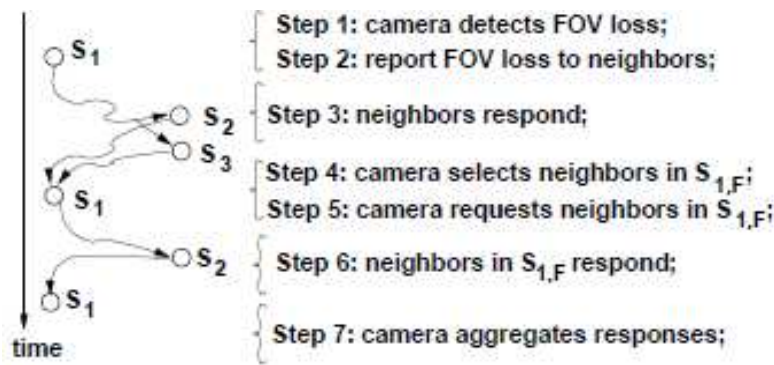 Step 1: camera detects FOV loss;
S1
Step 2: report FOV loss to neighbors;
S2
Step 3: neighbors respond;
S3
Step 4: camera selects neighbors in S1,F;
S1
Step 5: camera requests neighbors in S1,F;
S2
Step 6: neighbors in S1,F respond;
S1
Step 7: camera aggregates responses;
time